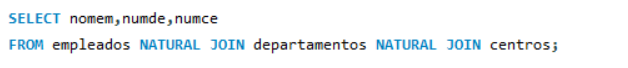 SELECT nomem,numde,numce
FROM empleados NATURAL JOIN departamentos NATURAL JOIN centros;